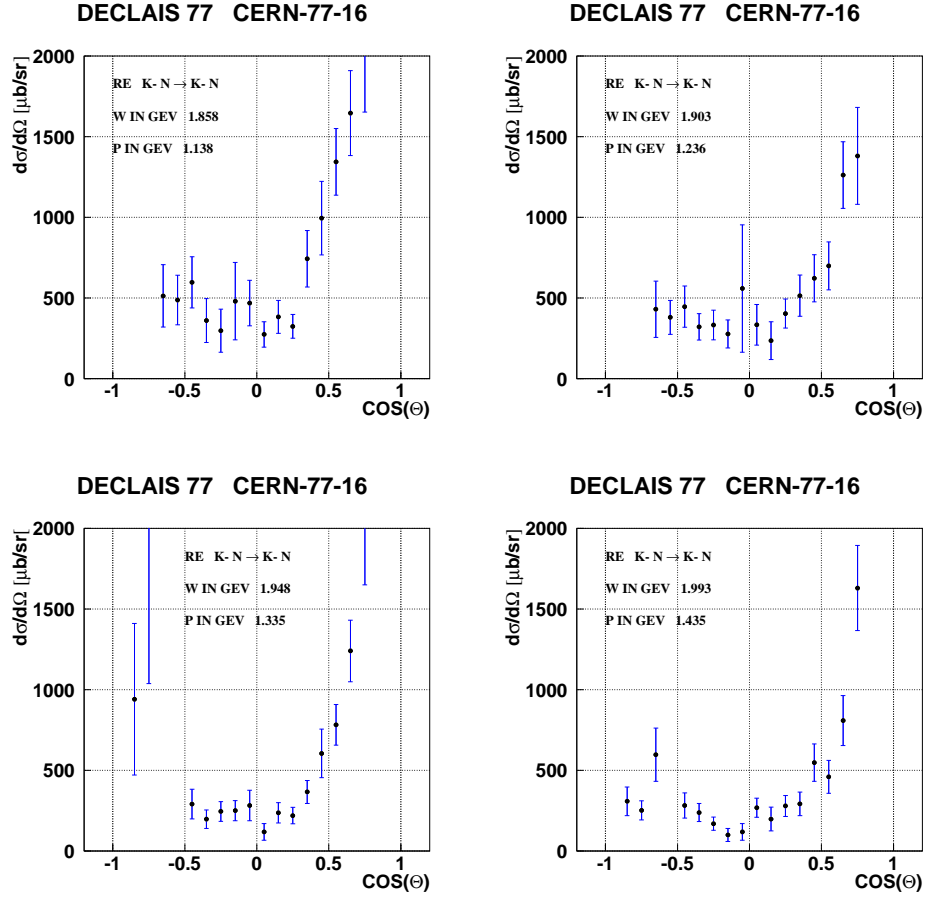 DECLAIS 77 CERN-77-16
dσ/dΩ [μb/sr]
2000
1500
1000
500
0
RE K- N → K- N
W IN GEV 1.858
P IN GEV 1.138
-1 -0.5 0 0.5 1
COS(Θ)
DECLAIS 77 CERN-77-16
dσ/dΩ [μb/sr]
2000
1500
1000
500
0
RE K- N → K- N
W IN GEV 1.903
P IN GEV 1.236
-1 -0.5 0 0.5 1
COS(Θ)
DECLAIS 77 CERN-77-16
dσ/dΩ [μb/sr]
2000
1500
1000
500
0
RE K- N → K- N
W IN GEV 1.948
P IN GEV 1.335
-1 -0.5 0 0.5 1
COS(Θ)
DECLAIS 77 CERN-77-16
dσ/dΩ [μb/sr]
2000
1500
1000
500
0
RE K- N → K- N
W IN GEV 1.993
P IN GEV 1.435
-1 -0.5 0 0.5 1
COS(Θ)